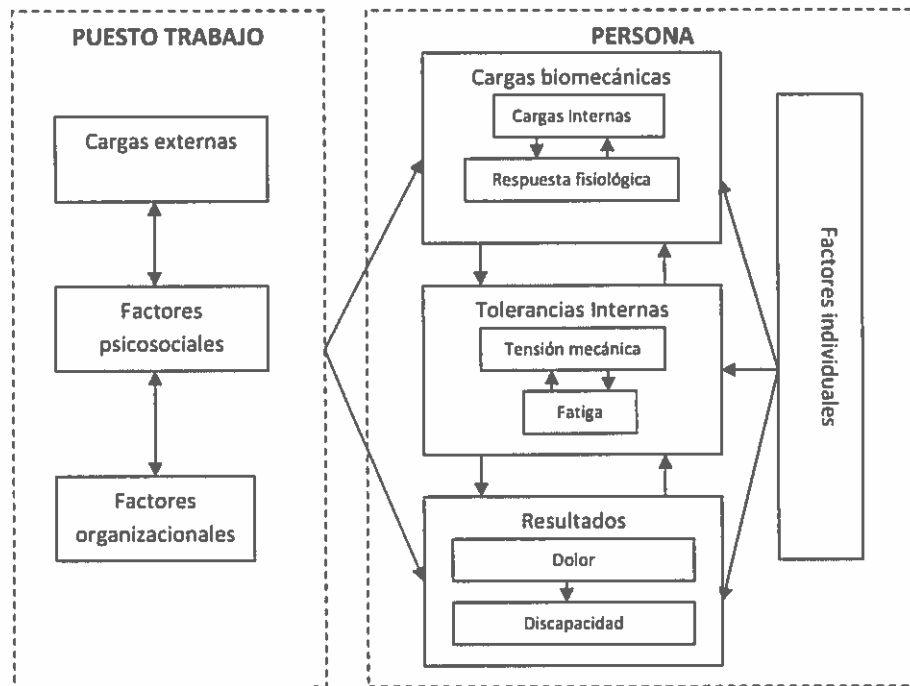 PUESTO TRABAJO
Cargas externas
Factores
psicosociales
Factores
organizacionales
PERSONA
Cargas biomecánicas
Cargas Internas
Respuesta fisiológica
Tolerancias Internas
Tensión mecánica
Fatiga
Resultados
Dolor
Discapacidad
Factores individuales